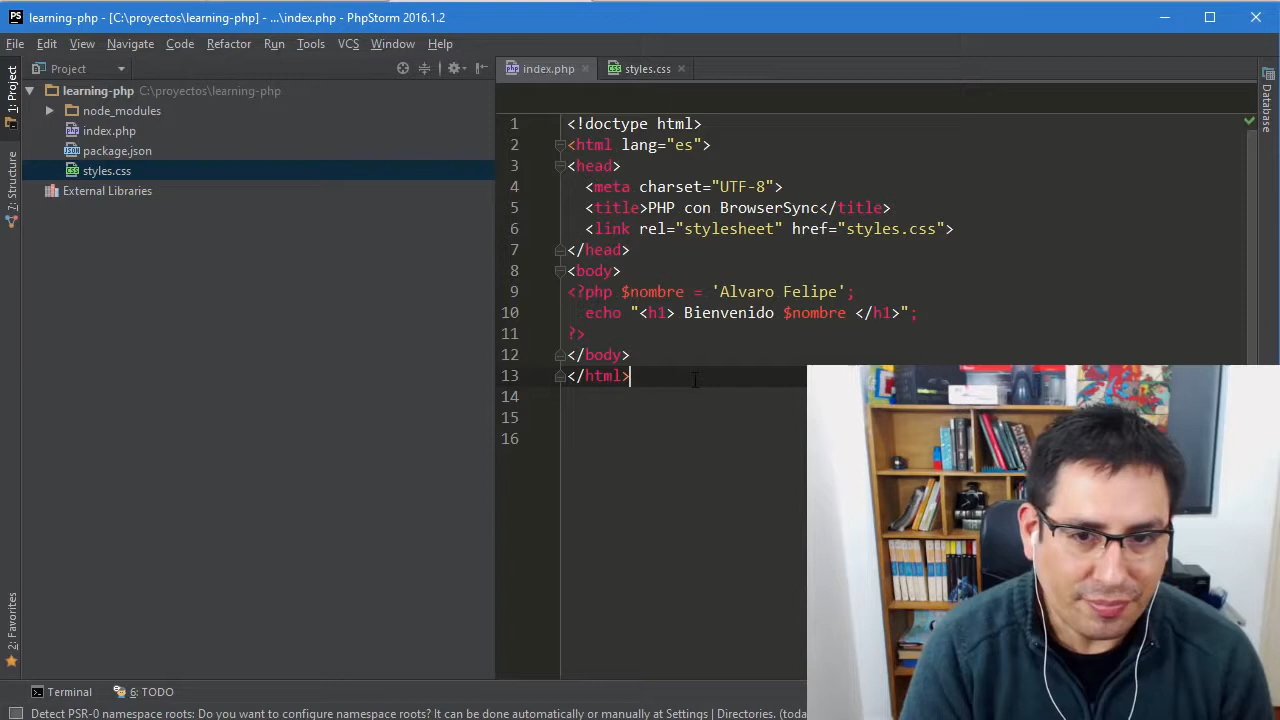 PS learning-php - [C:\proyectos\learning-php] - ...\index.php - PhpStorm 2016.1.2
File Edit View Navigate Code Refactor Run Tools VCS Window Help
1: Project
7: Structure
2: Favorites
Project
learning-php C:\proyectos\learning-php
node_modules
index.php
package.json
styles.css
External Libraries
index.php
styles.css
Database
1 <!doctype html>
2 <html lang="es">
3 <head>
4 <meta charset="UTF-8">
5 <title>PHP con BrowserSync</title>
6 <link rel="stylesheet" href="styles.css">
7 </head>
8 <body>
9 <?php $nombre = 'Alvaro Felipe';
10 echo "<h1> Bienvenido $nombre </h1>";
11 ?>
12 </body>
13 </html>
14
15
16
Terminal
6: TODO
Detect PSR-0 namespace roots: Do you want to configure namespace roots? It can be done automatically or manually at Settings | Directories. (toda